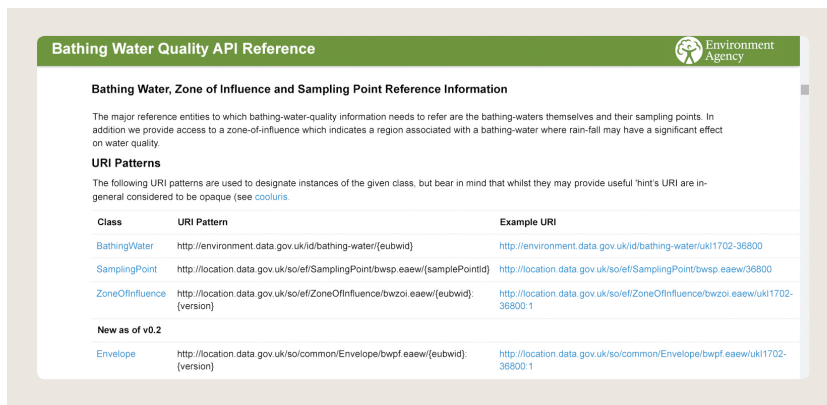 Bathing Water Quality API Reference
Environment
Agency
Bathing Water, Zone of Influence and Sampling Point Reference Information
The major reference entities to which bathing-water-quality information needs to refer are the bathing-waters themselves and their sampling points. In
addition we provide access to a zone-of-influence which indicates a region associated with a bathing-water where rain-fall may have a significant effect
on water quality.
URI Patterns
The following URI patterns are used to designate instances of the given class, but bear in mind that whilst they may provide useful 'hint's URI are in-
general considered to be opaque (see cooluris.
Class URI Pattern Example URI
BathingWater http://environment.data.gov.uk/id/bathing-water/{eubwid} http://environment.data.gov.uk/id/bathing-water/ukl1702-36800
SamplingPoint http://location.data.gov.uk/so/ef/SamplingPoint/bwsp.eaew/{samplePointId} http://location.data.gov.uk/so/ef/SamplingPoint/bwsp.eaew/36800
ZoneOfInfluence http://location.data.gov.uk/so/ef/ZoneOfInfluence/bwzoi.eaew/{eubwid}: http://location.data.gov.uk/so/ef/ZoneOfInfluence/bwzoi.eaew/ukl1702-
{version} 36800:1
New as of v0.2
Envelope http://location.data.gov.uk/so/common/Envelope/bwpf.eaew/{eubwid}: http://location.data.gov.uk/so/common/Envelope/bwpf.eaew/ukl1702-
{version} 36800:1